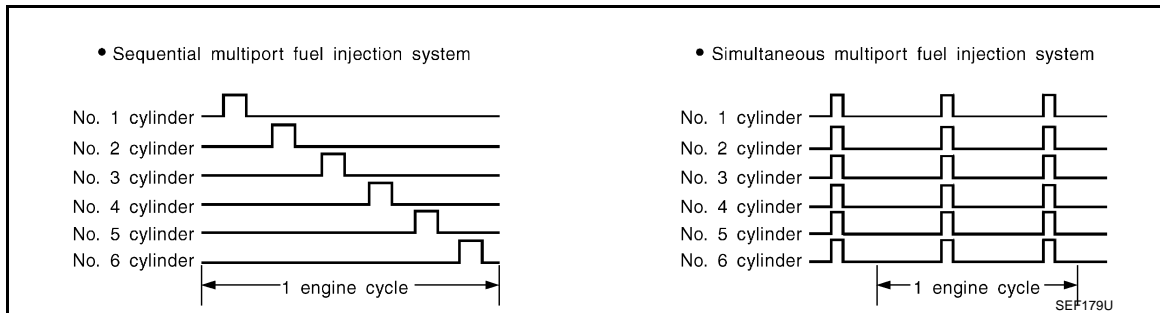 • Sequential multiport fuel injection system
No. 1 cylinder
No. 2 cylinder
No. 3 cylinder
No. 4 cylinder
No. 5 cylinder
No. 6 cylinder
1 engine cycle
• Simultaneous multiport fuel injection system
No. 1 cylinder
No. 2 cylinder
No. 3 cylinder
No. 4 cylinder
No. 5 cylinder
No. 6 cylinder
1 engine cycle
SEF179U